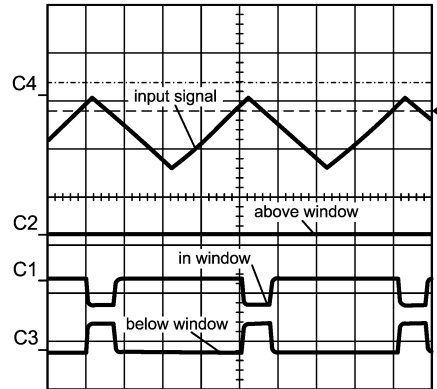 C4
input signal
C2
above window
C1
in window
below window
C3